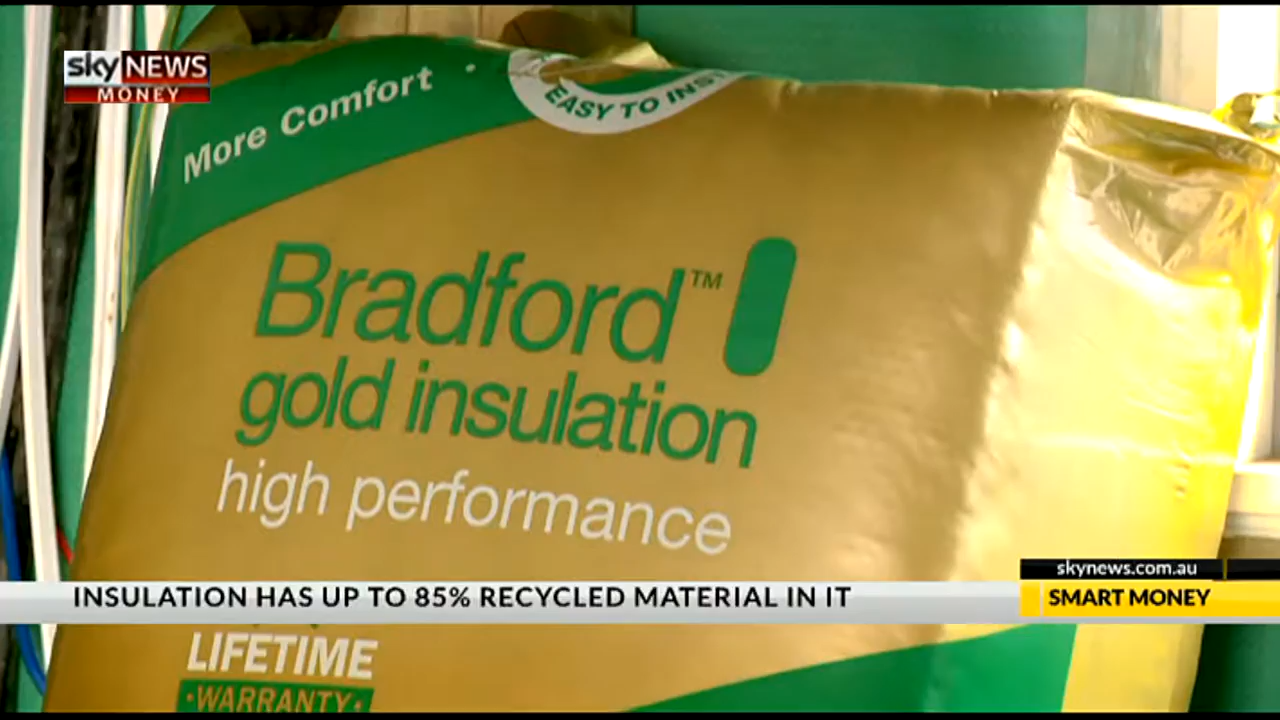 sky NEWS
MONEY
More Comfort •
EASY TO
Bradford™
gold insulation
high performance
skynews.com.au
INSULATION HAS UP TO 85% RECYCLED MATERIAL IN IT
SMART MONEY
LIFETIME
•WARRANTY•